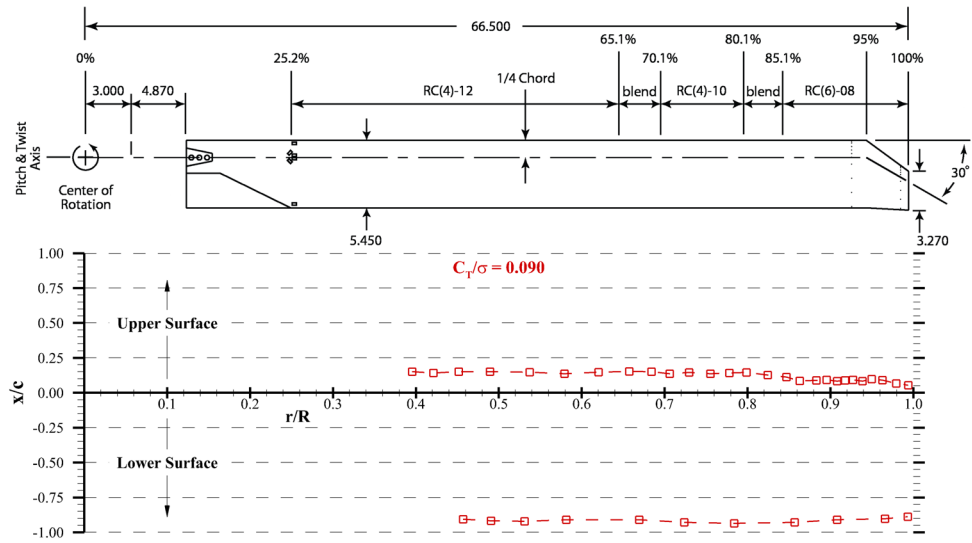 66.500
65.1% 80.1% 95%
0% 25.2% 70.1% 85.1% 100%
1/4 Chord
3.000 4.870 RC(4)-12 blend RC(4)-10 blend RC(6)-08
Pitch & Twist
Axis
Center of
Rotation
30°
5.450 3.270
C_T/σ = 0.090
1.00
0.75
Upper Surface
0.50
0.25
0.00
0.1 0.2 0.3 0.4 0.5 0.6 0.7 0.8 0.9 1.0
x/c
r/R
-0.25
Lower Surface
-0.50
-0.75
-1.00